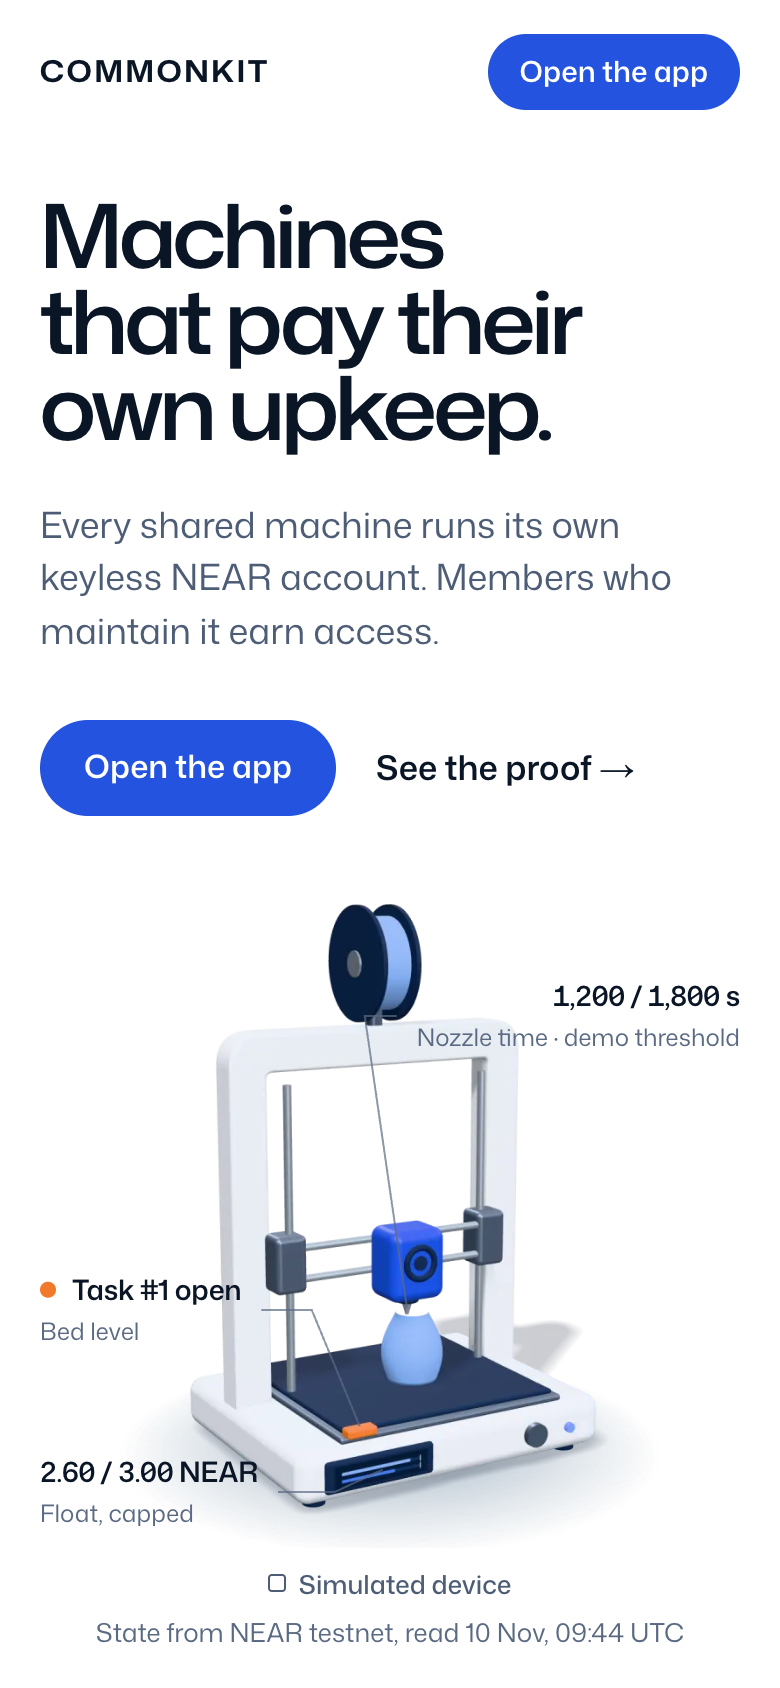 COMMONKIT
Open the app
Machines
that pay their
own upkeep.
Every shared machine runs its own
keyless NEAR account. Members who
maintain it earn access.
Open the app
See the proof →
1,200 / 1,800 s
Nozzle time · demo threshold
Task #1 open
Bed level
2.60 / 3.00 NEAR
Float, capped
Simulated device
State from NEAR testnet, read 10 Nov, 09:44 UTC